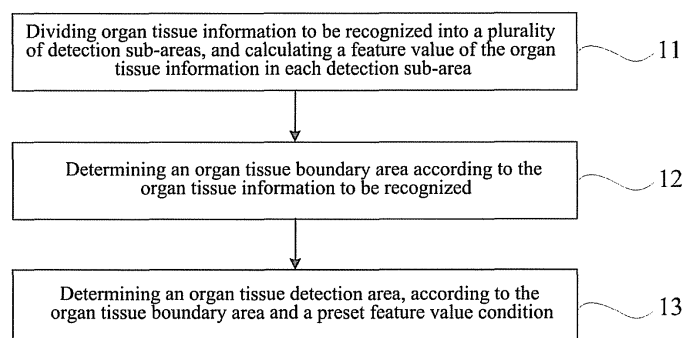 Dividing organ tissue information to be recognized into a plurality
of detection sub-areas, and calculating a feature value of the organ
tissue information in each detection sub-area
11
Determining an organ tissue boundary area according to the
organ tissue information to be recognized
12
Determining an organ tissue detection area, according to the
organ tissue boundary area and a preset feature value condition
13